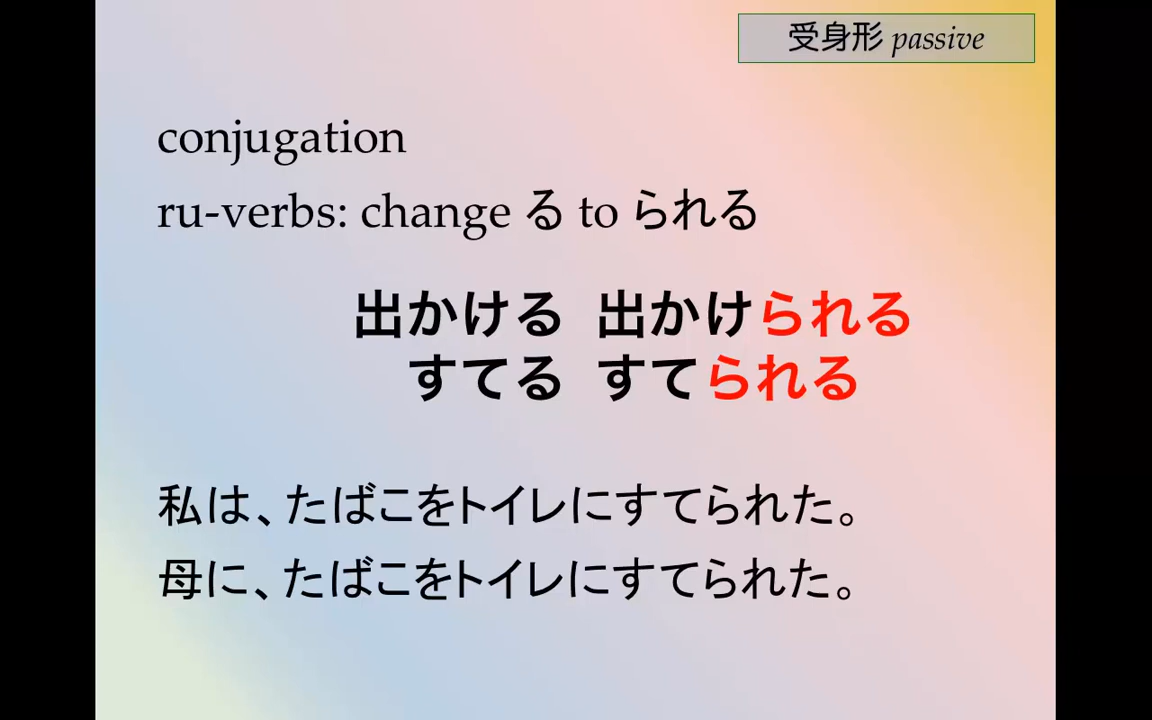 受身形 passive
conjugation
ru-verbs: change る to られる
出かける 出かけられる
すてる すてられる
私は、たばこをトイレにすてられた。
母に、たばこをトイレにすてられた。